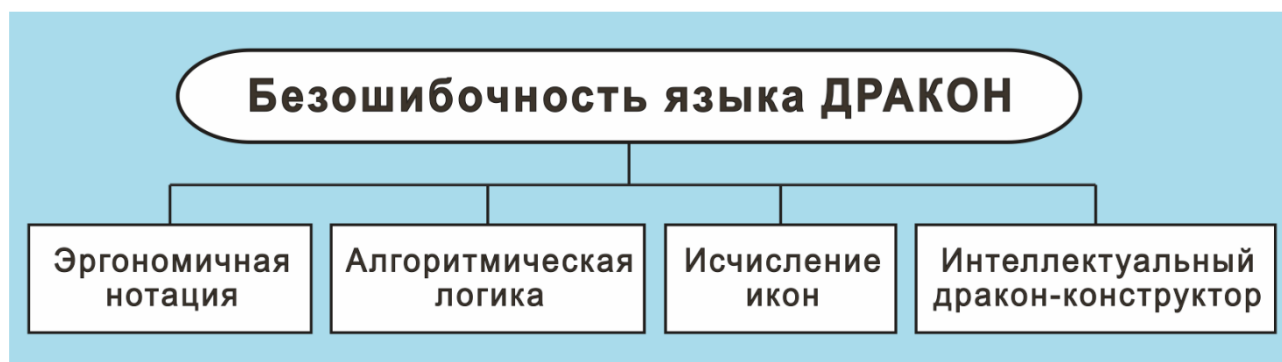 Безошибочность языка ДРАКОН
Эргономичная
нотация
Алгоритмическая
логика
Исчисление
икон
Интеллектуальный
дракон-конструктор